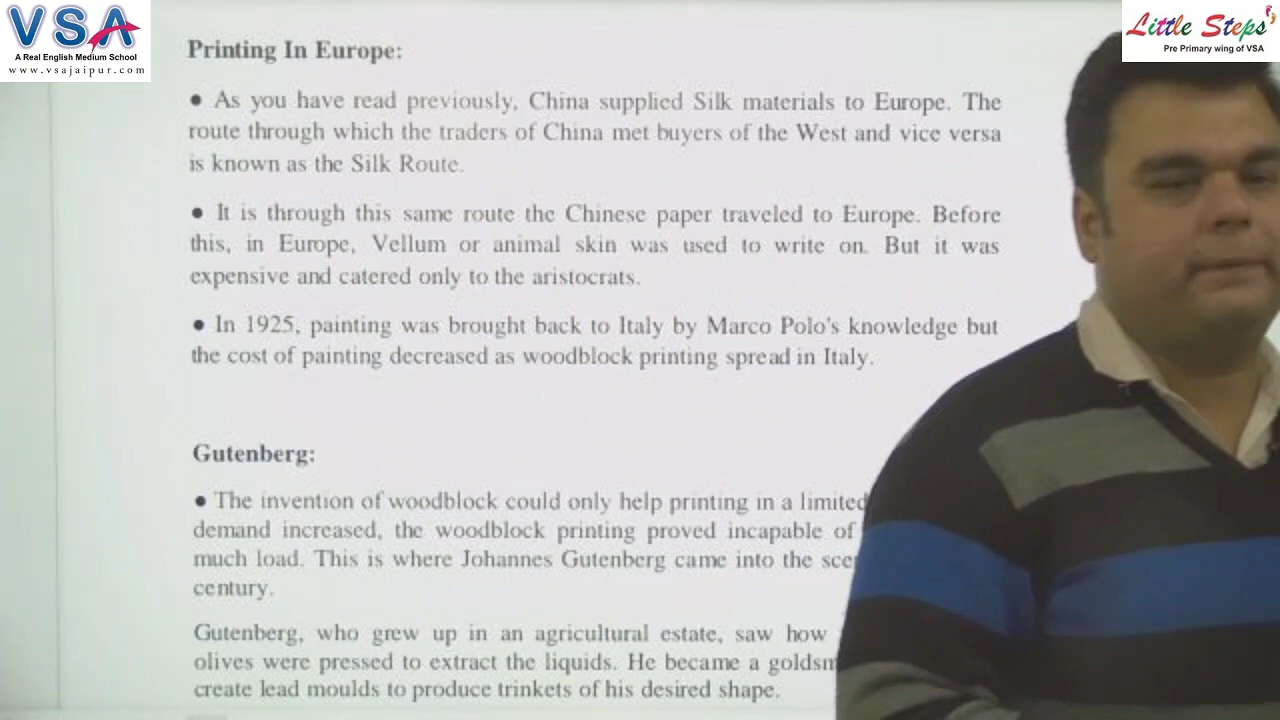 VSA
A Real English Medium School
www.vsajaipur.com
Little Steps
Pre Primary wing of VSA
Printing In Europe:
● As you have read previously, China supplied Silk materials to Europe. The
route through which the traders of China met buyers of the West and vice versa
is known as the Silk Route.
● It is through this same route the Chinese paper traveled to Europe. Before
this, in Europe, Vellum or animal skin was used to write on. But it was
expensive and catered only to the aristocrats.
● In 1925, painting was brought back to Italy by Marco Polo's knowledge but
the cost of painting decreased as woodblock printing spread in Italy.
Gutenberg:
● The invention of woodblock could only help printing in a limited
demand increased, the woodblock printing proved incapable of
much load. This is where Johannes Gutenberg came into the
century.
Gutenberg, who grew up in an agricultural estate, saw how
olives were pressed to extract the liquids. He became a
create lead moulds to produce trinkets of his desired shape.